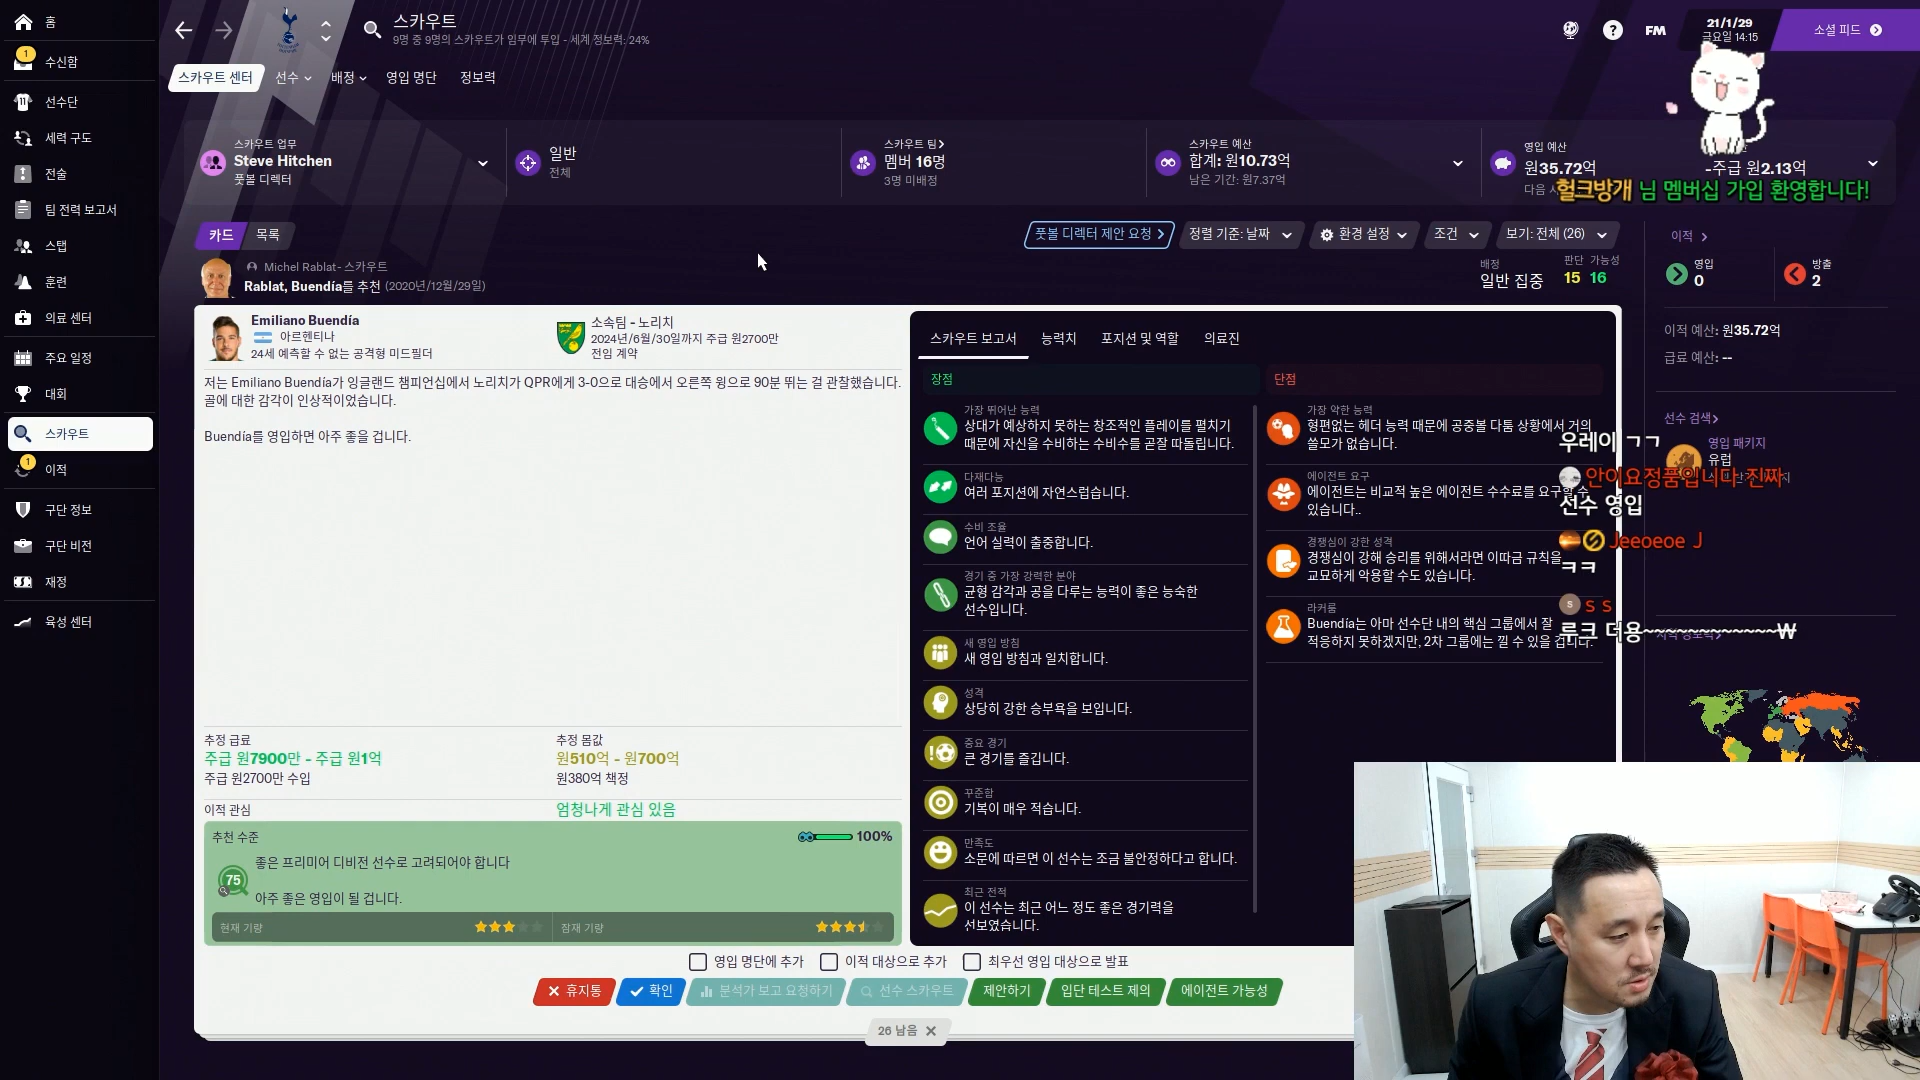 홈
1
수신함
선수단
세력 구도
전술
팀 전력 보고서
스탭
훈련
의료 센터
주요 일정
대회
스카우트
1
이적
구단 정보
구단 비전
재정
육성 센터
스카우트
9명 중 9명의 스카우트가 임무에 투입 - 세계 정보력: 24%
FM
21/1/29
금요일 14:15
소셜 피드
스카우트 센터
선수
배정
영입 명단
정보력
스카우트 업무
Steve Hitchen
풋볼 디렉터
일반
전체
스카우트 팀
멤버 16명
3명 미배정
스카우트 예산
합계: 원10.73억
남은 기간: 원7.37억
영입 예산
원35.72억
-주급 원2.13억
헐크방개 님 멤버십 가입 환영합니다!
카드
목록
풋볼 디렉터 제안 요청
정렬 기준: 날짜
환경 설정
조건
보기: 전체 (26)
Michel Rablat- 스카우트
Rablat, Buendía를 추천 (2020년/12월/29일)
배정
일반 집중
판단 가능성
15 16
Emiliano Buendía
아르헨티나
24세 예측할 수 없는 공격형 미드필더
소속팀 - 노리치
2024년/6월/30일까지 주급 원2700만
전임 계약
저는 Emiliano Buendía가 잉글랜드 챔피언십에서 노리치가 QPR에게 3-0으로 대승에서 오른쪽 윙으로 90분 뛰는 걸 관찰했습니다.
골에 대한 감각이 인상적이었습니다.
Buendía를 영입하면 아주 좋을 겁니다.
추정 급료
주급 원7900만 - 주급 원1억
주급 원2700만 수입
추정 몸값
원510억 - 원700억
원380억 책정
이적 관심
엄청나게 관심 있음
추천 수준
100%
75
좋은 프리미어 디비전 선수로 고려되어야 합니다
아주 좋은 영입이 될 겁니다.
현재 기량
잠재 기량
스카우트 보고서
능력치
포지션 및 역할
의료진
장점
가장 뛰어난 능력
상대가 예상하지 못하는 창조적인 플레이를 펼치기
때문에 자신을 수비하는 수비수를 곧잘 따돌립니다.
다재다능
여러 포지션에 자연스럽습니다.
수비 조율
언어 실력이 출중합니다.
경기 중 가장 강력한 분야
균형 감각과 공을 다루는 능력이 좋은 능숙한
선수입니다.
새 영입 방침
새 영입 방침과 일치합니다.
성격
상당히 강한 승부욕을 보입니다.
중요 경기
큰 경기를 즐깁니다.
꾸준함
기복이 매우 적습니다.
만족도
소문에 따르면 이 선수는 조금 불안정하다고 합니다.
최근 전적
이 선수는 최근 어느 정도 좋은 경기력을
선보였습니다.
단점
가장 약한 능력
형편없는 헤더 능력 때문에 공중볼 다툼 상황에서 거의
쓸모가 없습니다.
에이전트 요구
에이전트는 비교적 높은 에이전트 수수료를 요구할 수
있습니다..
경쟁심이 강한 성격
경쟁심이 강해 승리를 위해서라면 이따금 규칙을
교묘하게 악용할 수도 있습니다.
라커룸
Buendía는 아마 선수단 내의 핵심 그룹에서 잘
적응하지 못하겠지만, 2차 그룹에는 낄 수 있을 겁니다.
이적
영입
0
방출
2
이적 예산: 원35.72억
급료 예산: --
선수 검색
영입 패키지
유럽
우레이 ㄱㄱ
안이요정품입니다 진짜
선수 영입
Jeeoeoe J
ㅋㅋ
s s
루크 더용~~~~~~~~~~~~₩
영입 명단에 추가
이적 대상으로 추가
최우선 영입 대상으로 발표
휴지통
확인
분석가 보고 요청하기
선수 스카우트
제안하기
입단 테스트 제의
에이전트 가능성
26 남음